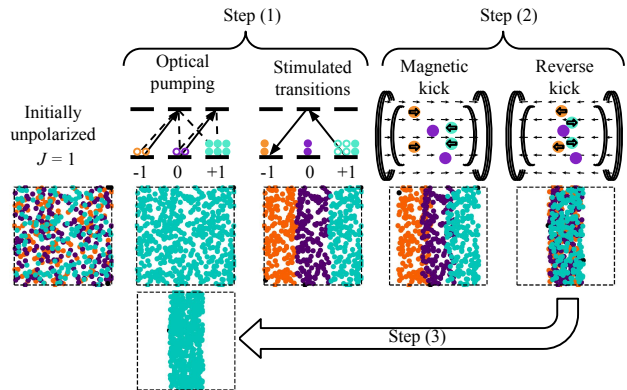 Step (1)
Step (2)
Optical
pumping
Stimulated
transitions
Magnetic
kick
Reverse
kick
Initially
unpolarized
J = 1
-1 0 +1
-1 0 +1
Step (3)